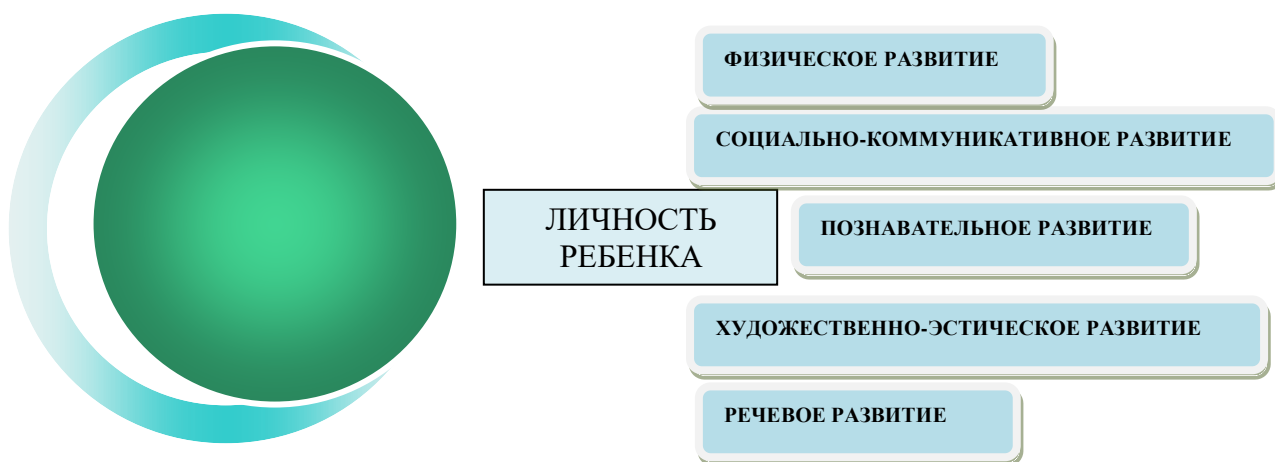 ФИЗИЧЕСКОЕ РАЗВИТИЕ
СОЦИАЛЬНО-КОММУНИКАТИВНОЕ РАЗВИТИЕ
ЛИЧНОСТЬ
РЕБЕНКА
ПОЗНАВАТЕЛЬНОЕ РАЗВИТИЕ
ХУДОЖЕСТВЕННО-ЭСТИЧЕСКОЕ РАЗВИТИЕ
РЕЧЕВОЕ РАЗВИТИЕ